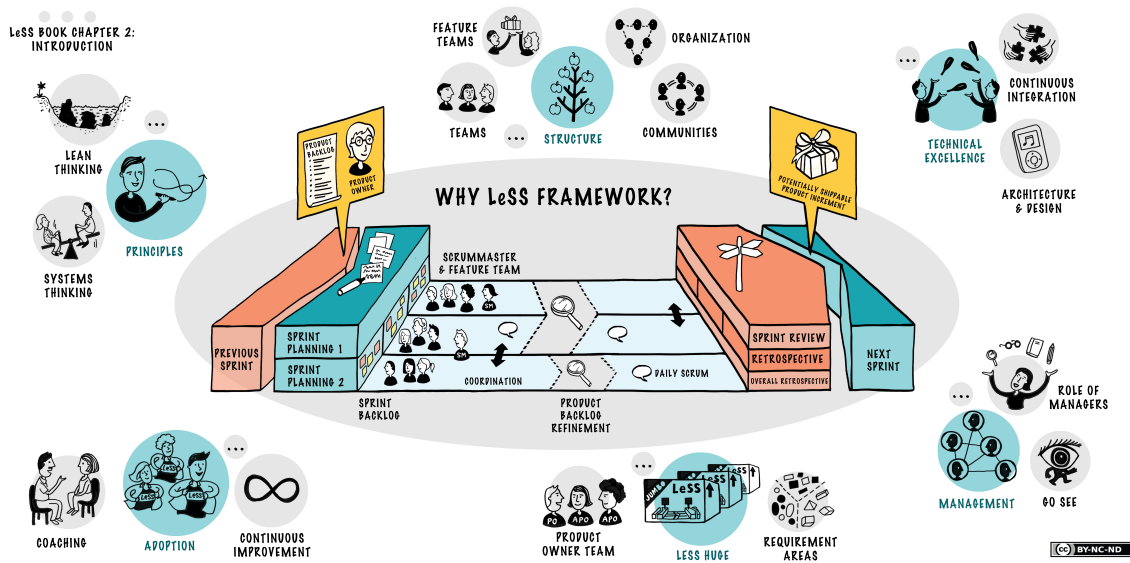 LeSS BOOK CHAPTER 2:
INTRODUCTION
LEAN
THINKING
SYSTEMS
THINKING
PRINCIPLES
FEATURE
TEAMS
TEAMS
STRUCTURE
ORGANIZATION
COMMUNITIES
TECHNICAL
EXCELLENCE
CONTINUOUS
INTEGRATION
ARCHITECTURE
& DESIGN
PRODUCT
BACKLOG
PRODUCT
OWNER
WHY LeSS FRAMEWORK?
POTENTIALLY SHIPPABLE
PRODUCT INCREMENT
SCRUMMASTER
& FEATURE TEAM
SM
SM
PREVIOUS
SPRINT
SPRINT
PLANNING 1
SPRINT
PLANNING 2
COORDINATION
DAILY SCRUM
SPRINT REVIEW
RETROSPECTIVE
OVERALL RETROSPECTIVE
NEXT
SPRINT
SPRINT
BACKLOG
PRODUCT
BACKLOG
REFINEMENT
ROLE OF
MANAGERS
MANAGEMENT
GO SEE
COACHING
LeSS
LeSS
LeSS
ADOPTION
CONTINUOUS
IMPROVEMENT
PO
APO
APO
PRODUCT
OWNER TEAM
JUMBO
LeSS
LESS HUGE
REQUIREMENT
AREAS
CC BY-NC-ND